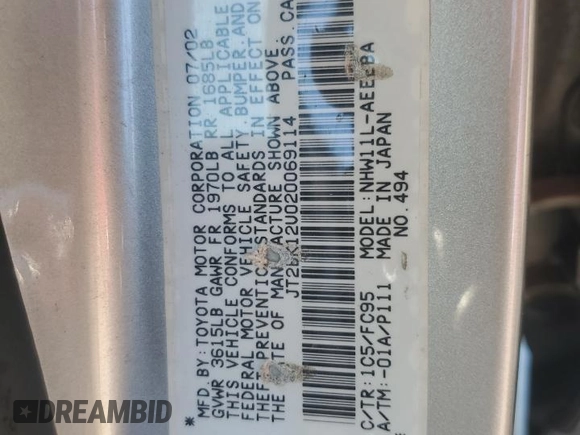 * MFD. BY: TOYOTA MOTOR CORPORATION 07/02
GVWR 3615LB GAWR FR 1970LB RR 1685LB
THIS VEHICLE CONFORMS TO ALL APPLICABLE
FEDERAL MOTOR VEHICLE SAFETY, BUMPER, AND
THEFT PREVENTION STANDARDS IN EFFECT ON
THE DATE OF MANUFACTURE SHOWN ABOVE.
JT2BK12U020069114 PASS. CA
C/TR: 1C5/FC95 MODEL: NHW11L-AEEEBA
A/TM: -01A/P111 MADE IN JAPAN
NO. 494
DREAMBID